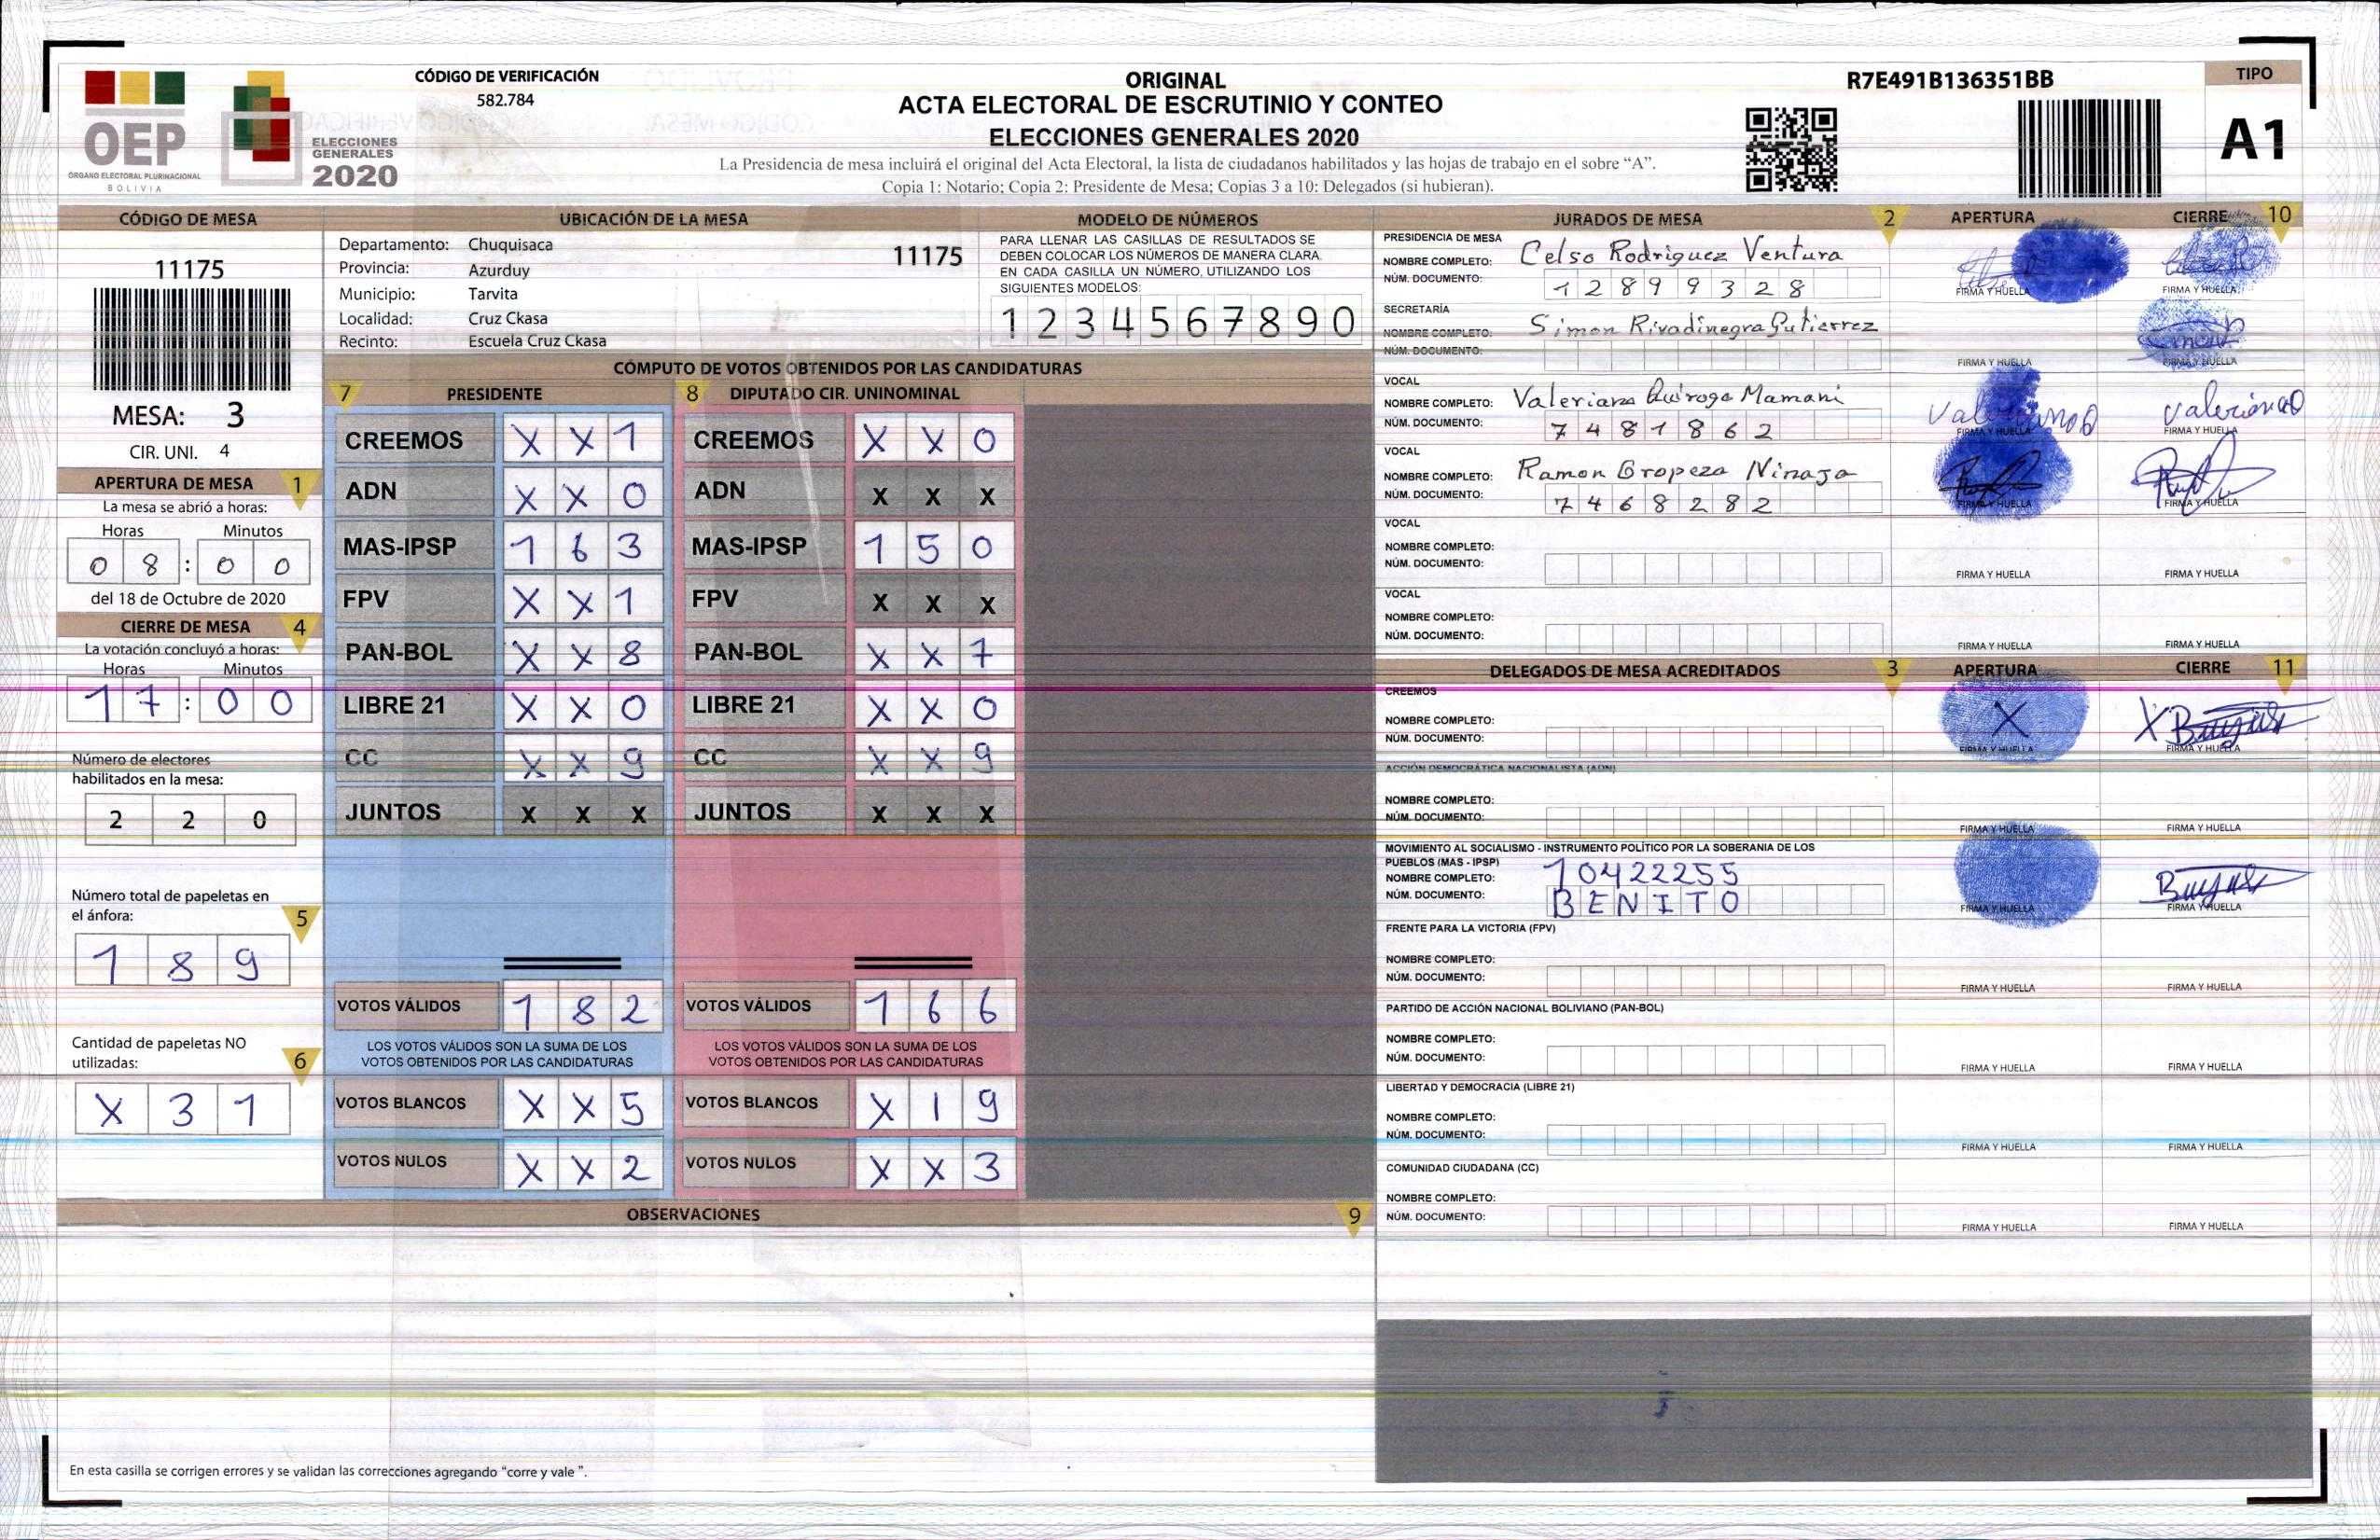 OEP
ÓRGANO ELECTORAL PLURINACIONAL
BOLIVIA
ELECCIONES
GENERALES
2020
CÓDIGO DE VERIFICACIÓN
582.784
ORIGINAL
ACTA ELECTORAL DE ESCRUTINIO Y CONTEO
ELECCIONES GENERALES 2020
La Presidencia de mesa incluirá el original del Acta Electoral, la lista de ciudadanos habilitados y las hojas de trabajo en el sobre “A”.
Copia 1: Notario; Copia 2: Presidente de Mesa; Copias 3 a 10: Delegados (si hubieran).
R7E491B136351BB
TIPO
A1
CÓDIGO DE MESA
11175
MESA: 3
CIR. UNI. 4
APERTURA DE MESA 1
La mesa se abrió a horas:
Horas Minutos
0 8 : 0 0
del 18 de Octubre de 2020
CIERRE DE MESA 4
La votación concluyó a horas:
Horas Minutos
1 7 : 0 0
Número de electores
habilitados en la mesa:
2 2 0
Número total de papeletas en
el ánfora: 5
1 8 9
Cantidad de papeletas NO
utilizadas: 6
X 3 1
UBICACIÓN DE LA MESA
Departamento: Chuquisaca 11175
Provincia: Azurduy
Municipio: Tarvita
Localidad: Cruz Ckasa
Recinto: Escuela Cruz Ckasa
MODELO DE NÚMEROS
PARA LLENAR LAS CASILLAS DE RESULTADOS SE
DEBEN COLOCAR LOS NÚMEROS DE MANERA CLARA.
EN CADA CASILLA UN NÚMERO, UTILIZANDO LOS
SIGUIENTES MODELOS:
1 2 3 4 5 6 7 8 9 0
CÓMPUTO DE VOTOS OBTENIDOS POR LAS CANDIDATURAS
7 PRESIDENTE
CREEMOS X X 1
ADN X X 0
MAS-IPSP 1 6 3
FPV X X 1
PAN-BOL X X 8
LIBRE 21 X X 0
CC X X 9
JUNTOS X X X
VOTOS VÁLIDOS 1 8 2
LOS VOTOS VÁLIDOS SON LA SUMA DE LOS
VOTOS OBTENIDOS POR LAS CANDIDATURAS
VOTOS BLANCOS X X 5
VOTOS NULOS X X 2
8 DIPUTADO CIR. UNINOMINAL
CREEMOS X X 0
ADN X X X
MAS-IPSP 1 5 0
FPV X X X
PAN-BOL X X 7
LIBRE 21 X X 0
CC X X 9
JUNTOS X X X
VOTOS VÁLIDOS 1 6 6
LOS VOTOS VÁLIDOS SON LA SUMA DE LOS
VOTOS OBTENIDOS POR LAS CANDIDATURAS
VOTOS BLANCOS X 1 9
VOTOS NULOS X X 3
OBSERVACIONES 9
En esta casilla se corrigen errores y se validan las correcciones agregando “corre y vale ”.
JURADOS DE MESA 2 APERTURA CIERRE 10
PRESIDENCIA DE MESA
NOMBRE COMPLETO: Celso Rodriguez Ventura
NÚM. DOCUMENTO: 1 2 8 9 9 3 2 8
FIRMA Y HUELLA FIRMA Y HUELLA
SECRETARÍA
NOMBRE COMPLETO: Simon Rivadinegra Gutierrez
NÚM. DOCUMENTO:
FIRMA Y HUELLA FIRMA Y HUELLA
VOCAL
NOMBRE COMPLETO: Valeriana Quiroga Mamani
NÚM. DOCUMENTO: 7 4 8 1 8 6 2
FIRMA Y HUELLA FIRMA Y HUELLA
VOCAL
NOMBRE COMPLETO: Ramon Oropeza Ninaja
NÚM. DOCUMENTO: 7 4 6 8 2 8 2
FIRMA Y HUELLA FIRMA Y HUELLA
VOCAL
NOMBRE COMPLETO:
NÚM. DOCUMENTO:
FIRMA Y HUELLA FIRMA Y HUELLA
VOCAL
NOMBRE COMPLETO:
NÚM. DOCUMENTO:
FIRMA Y HUELLA FIRMA Y HUELLA
DELEGADOS DE MESA ACREDITADOS 3 APERTURA CIERRE 11
CREEMOS
NOMBRE COMPLETO:
NÚM. DOCUMENTO:
X X
FIRMA Y HUELLA FIRMA Y HUELLA
ACCIÓN DEMOCRÁTICA NACIONALISTA (ADN)
NOMBRE COMPLETO:
NÚM. DOCUMENTO:
FIRMA Y HUELLA FIRMA Y HUELLA
MOVIMIENTO AL SOCIALISMO - INSTRUMENTO POLÍTICO POR LA SOBERANIA DE LOS
PUEBLOS (MAS - IPSP)
NOMBRE COMPLETO: 10422255
NÚM. DOCUMENTO: B E N I T O
FIRMA Y HUELLA FIRMA Y HUELLA
FRENTE PARA LA VICTORIA (FPV)
NOMBRE COMPLETO:
NÚM. DOCUMENTO:
FIRMA Y HUELLA FIRMA Y HUELLA
PARTIDO DE ACCIÓN NACIONAL BOLIVIANO (PAN-BOL)
NOMBRE COMPLETO:
NÚM. DOCUMENTO:
FIRMA Y HUELLA FIRMA Y HUELLA
LIBERTAD Y DEMOCRACIA (LIBRE 21)
NOMBRE COMPLETO:
NÚM. DOCUMENTO:
FIRMA Y HUELLA FIRMA Y HUELLA
COMUNIDAD CIUDADANA (CC)
NOMBRE COMPLETO:
NÚM. DOCUMENTO:
FIRMA Y HUELLA FIRMA Y HUELLA